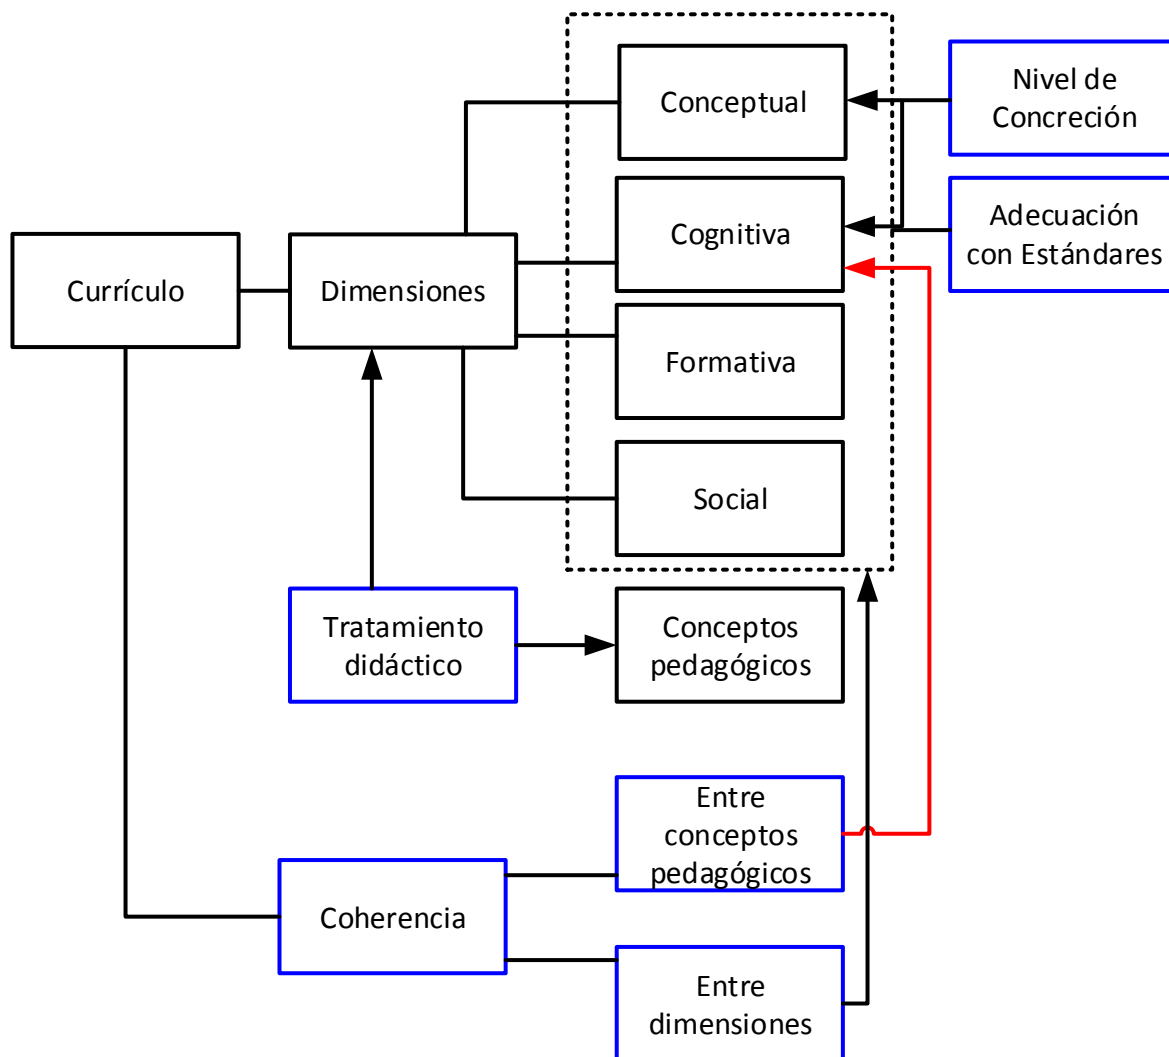 Conceptual
Nivel de
Concreción
Cognitiva
Adecuación
con Estándares
Currículo
Dimensiones
Formativa
Social
Tratamiento
didáctico
Conceptos
pedagógicos
Entre
conceptos
pedagógicos
Coherencia
Entre
dimensiones